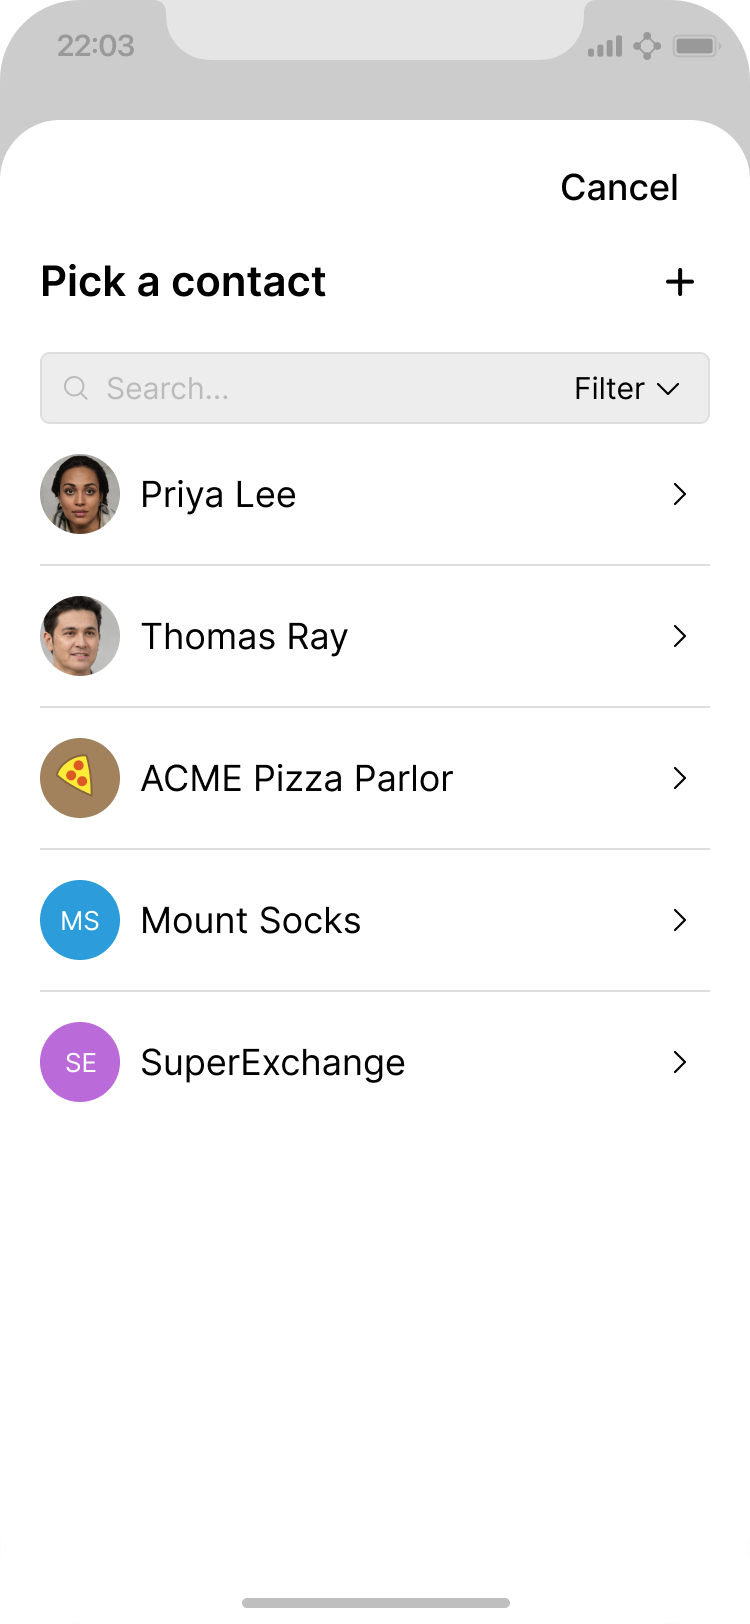 22:03
Cancel
Pick a contact
Search...
Filter
Priya Lee
Thomas Ray
ACME Pizza Parlor
MS
Mount Socks
SE
SuperExchange